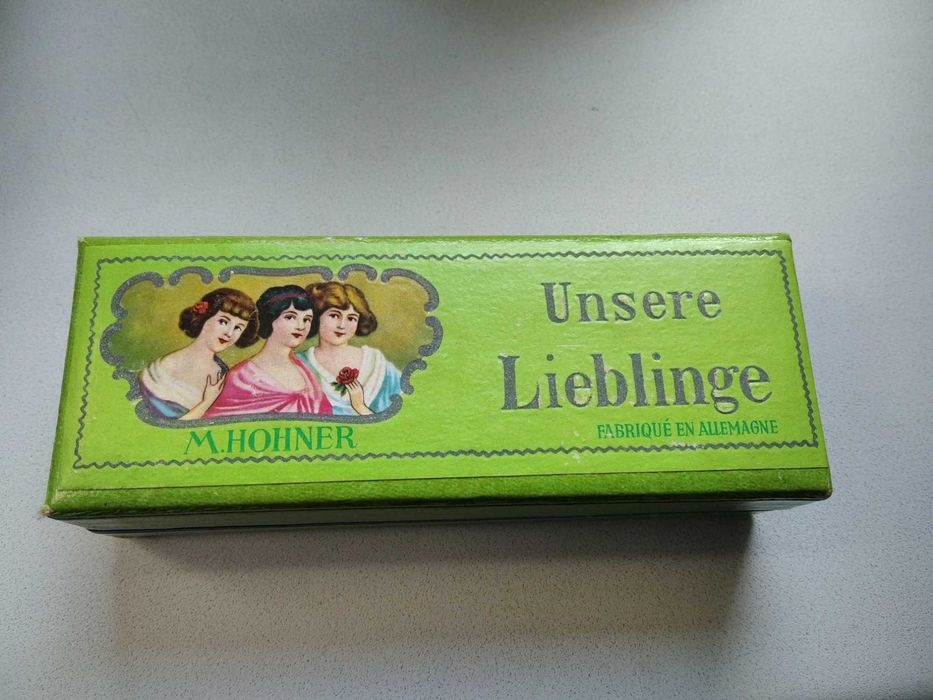 M. HOHNER
Unsere
Lieblinge
FABRIQUÉ EN ALLEMAGNE